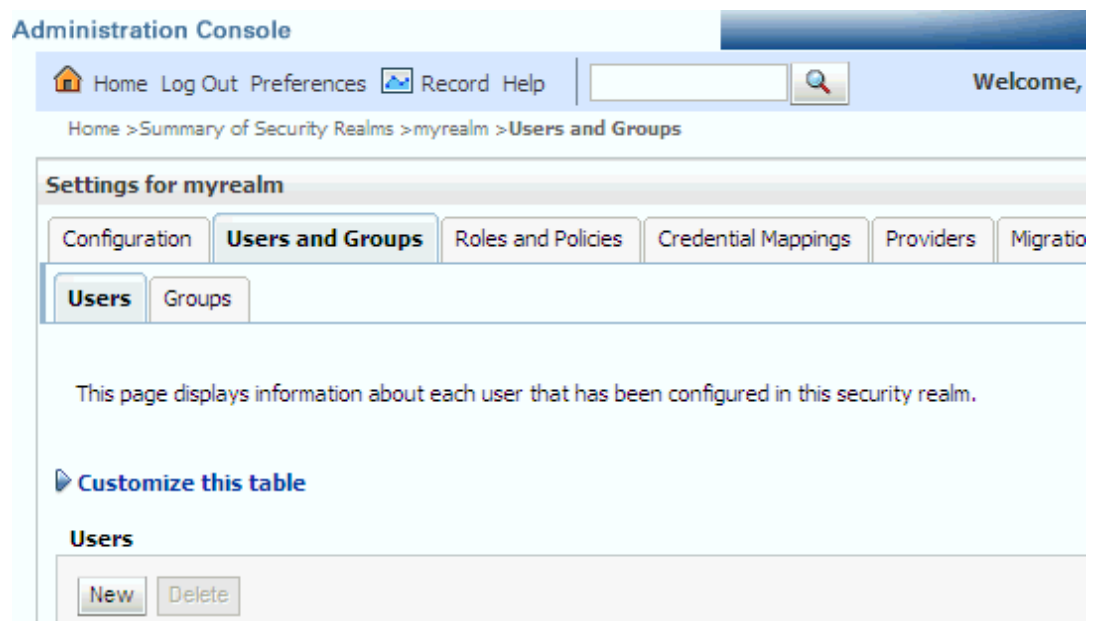 Administration Console
Home Log Out Preferences Record Help Welcome,
Home >Summary of Security Realms >myrealm >Users and Groups
Settings for myrealm
Configuration Users and Groups Roles and Policies Credential Mappings Providers Migratio
Users Groups
This page displays information about each user that has been configured in this security realm.
Customize this table
Users
New Delete